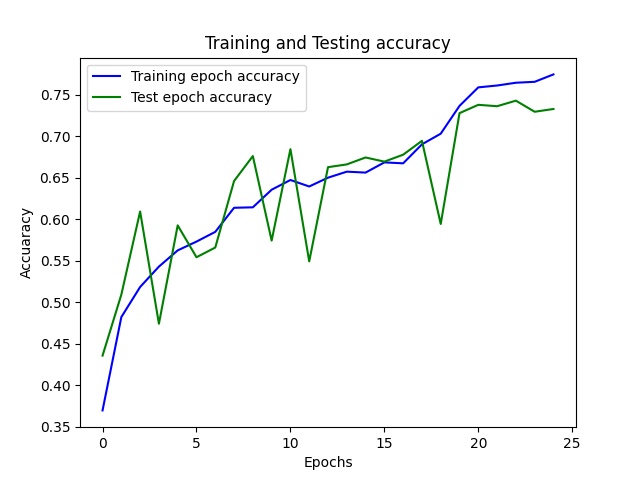 Training and Testing accuracy
Training epoch accuracy
Test epoch accuracy
Accuaracy
0.75
0.70
0.65
0.60
0.55
0.50
0.45
0.40
0.35
0 5 10 15 20 25
Epochs